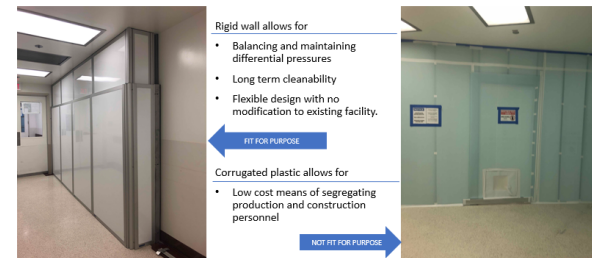 Rigid wall allows for
• Balancing and maintaining
differential pressures
• Long term cleanability
• Flexible design with no
modification to existing facility.
FIT FOR PURPOSE
Corrugated plastic allows for
• Low cost means of segregating
production and construction
personnel
NOT FIT FOR PURPOSE